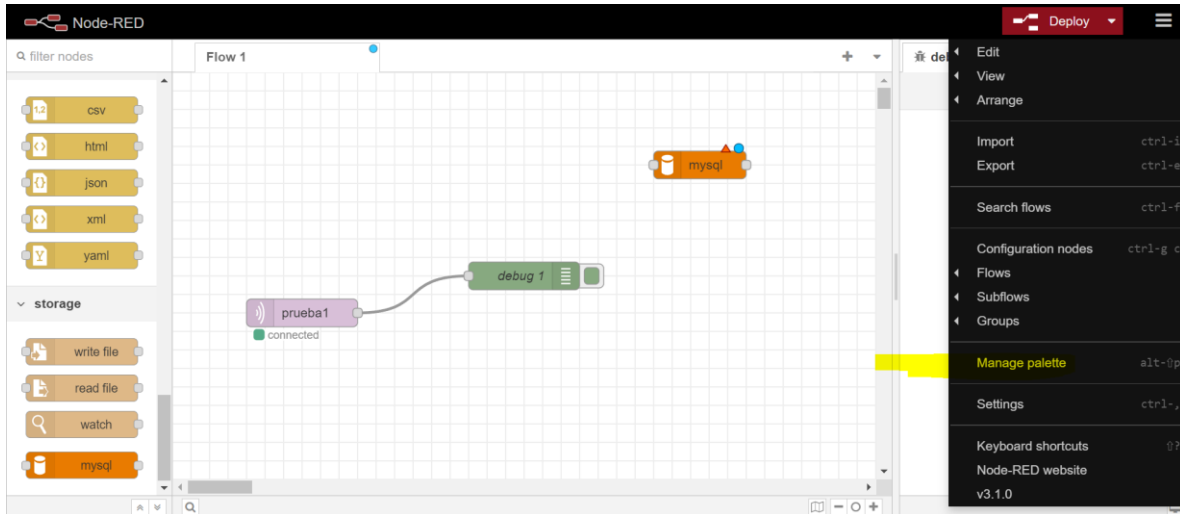 Node-RED
Deploy
filter nodes
Flow 1
csv
html
json
xml
yaml
storage
write file
read file
watch
mysql
mysql
debug 1
prueba1
connected
de
Edit
View
Arrange
Import ctrl-i
Export ctrl-e
Search flows ctrl-f
Configuration nodes ctrl-g c
Flows
Subflows
Groups
Manage palette alt-⇧p
Settings ctrl-,
Keyboard shortcuts ⇧?
Node-RED website
v3.1.0